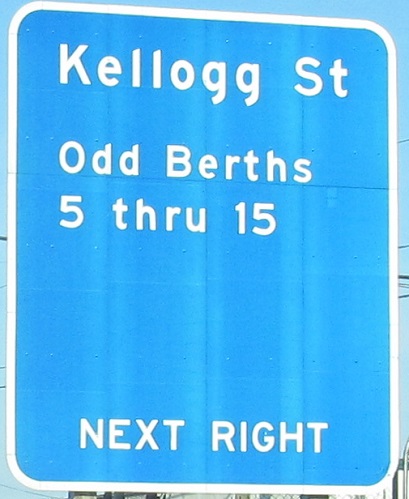 Kellogg St
Odd Berths
5 thru 15
NEXT RIGHT